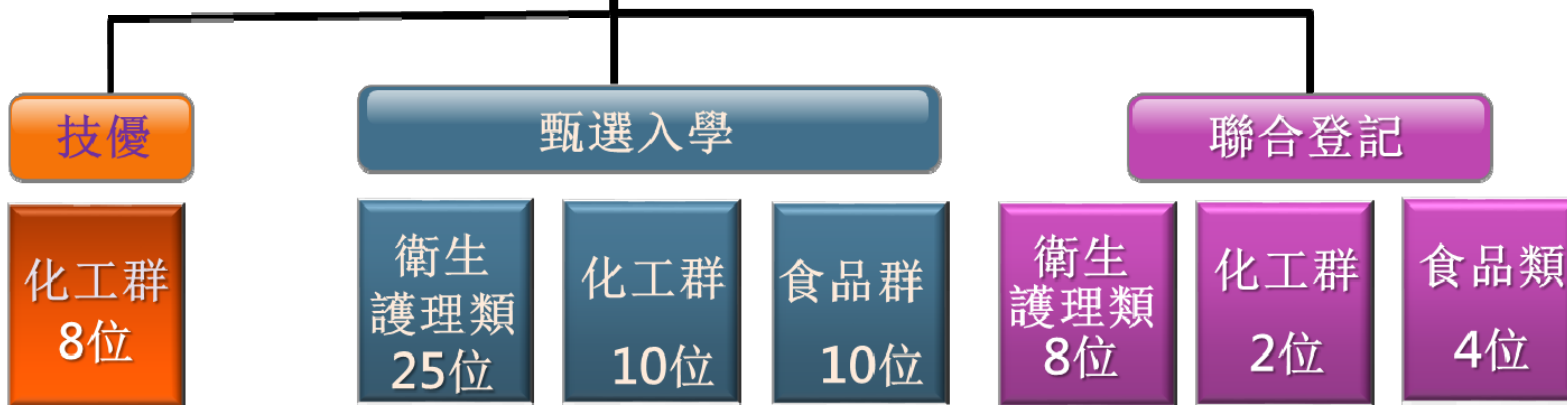 技優
甄選入學
聯合登記
化工群
8位
衛生
護理類
25位
化工群
10位
食品群
10位
衛生
護理類
8位
化工群
2位
食品類
4位